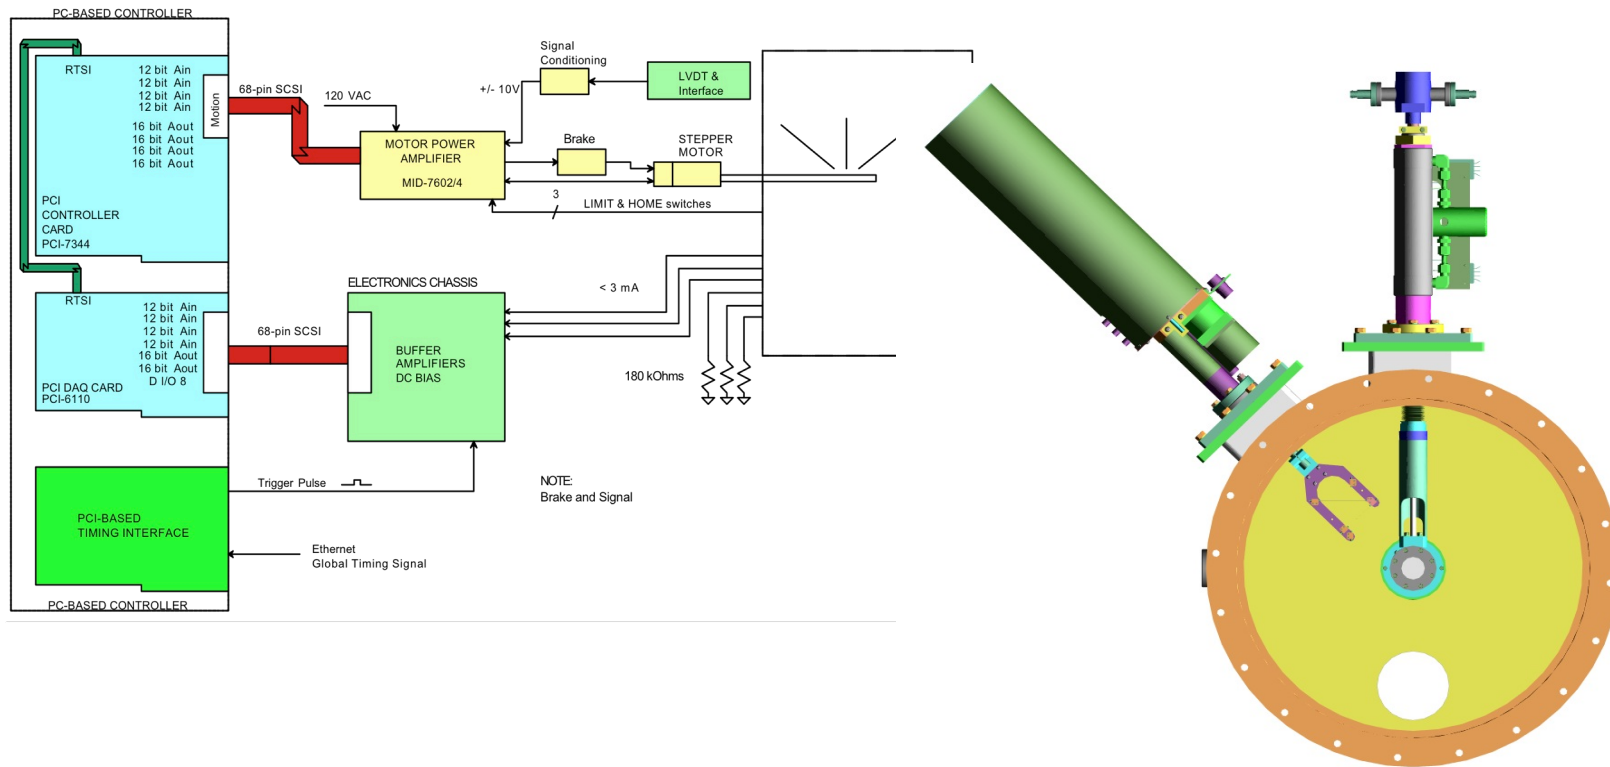 PC-BASED CONTROLLER
RTSI
12 bit Ain
12 bit Ain
12 bit Ain
12 bit Ain
16 bit Aout
16 bit Aout
16 bit Aout
16 bit Aout
Motion
PCI
CONTROLLER
CARD
PCI-7344
68-pin SCSI
120 VAC
MOTOR POWER
AMPLIFIER
MID-7602/4
+/- 10V
Signal
Conditioning
LVDT &
Interface
Brake
STEPPER
MOTOR
3
LIMIT & HOME switches
RTSI
12 bit Ain
12 bit Ain
12 bit Ain
12 bit Ain
16 bit Aout
16 bit Aout
D I/O 8
PCI DAQ CARD
PCI-6110
68-pin SCSI
ELECTRONICS CHASSIS
BUFFER
AMPLIFIERS
DC BIAS
< 3 mA
180 kOhms
Trigger Pulse
NOTE:
Brake and Signal
PCI-BASED
TIMING INTERFACE
Ethernet
Global Timing Signal
PC-BASED CONTROLLER